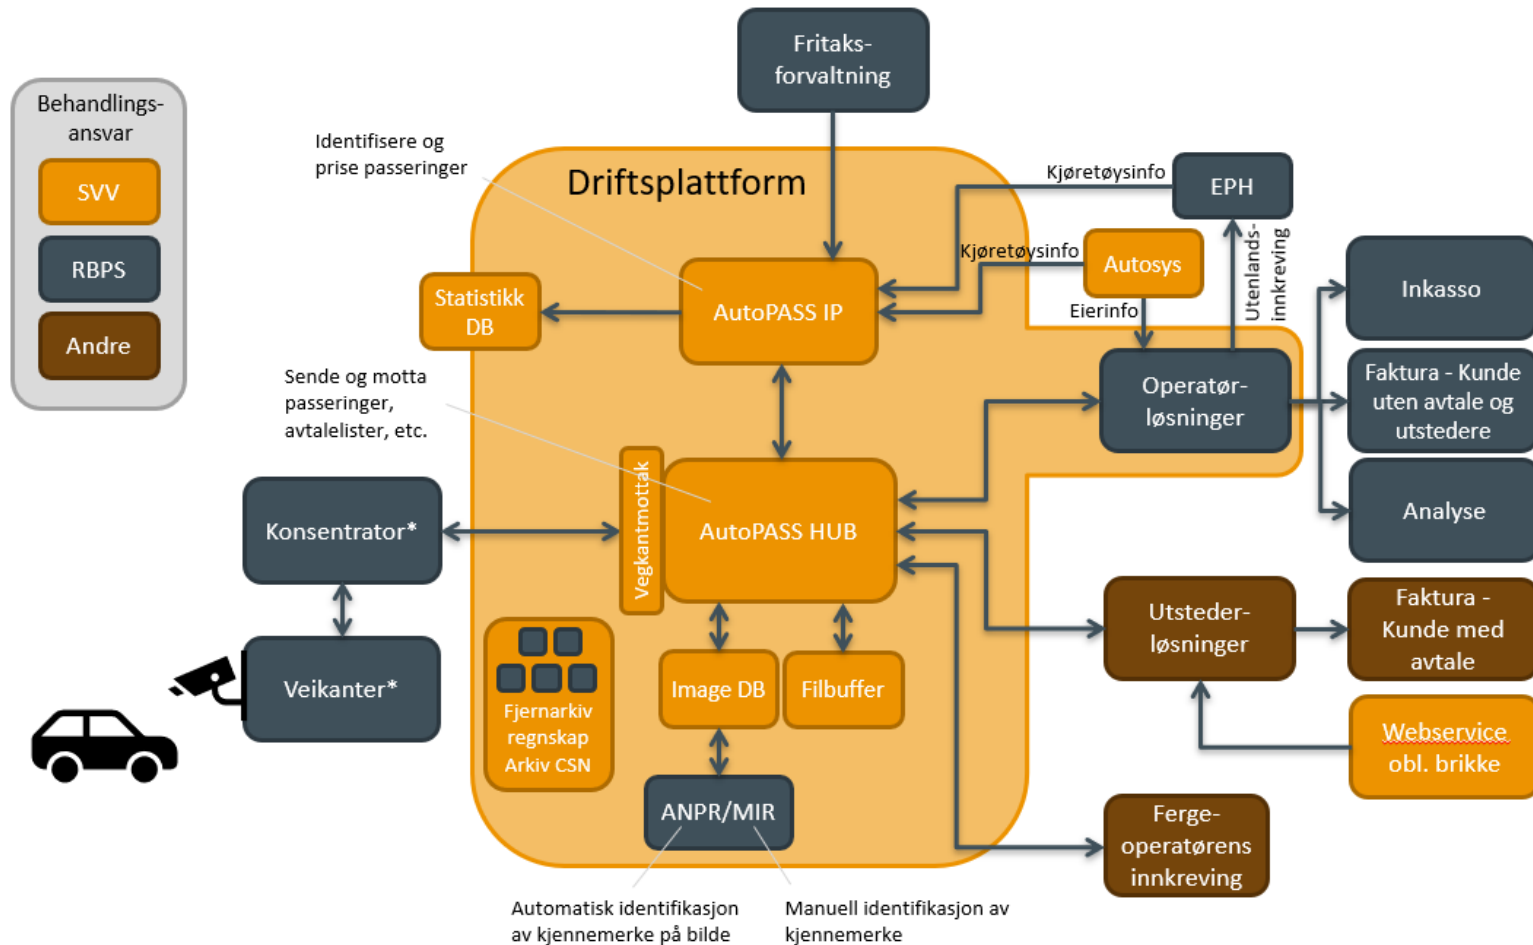 Fritaks-
forvaltning
Behandlings-
ansvar
SVV
RBPS
Andre
Identifisere og
prise passeringer
Driftsplattform
Kjøretøysinfo
EPH
Utenlands-
innkreving
Kjøretøysinfo
Autosys
Eierinfo
Statistikk
DB
AutoPASS IP
Inkasso
Sende og motta
passeringer,
avtalelister, etc.
Operatør-
løsninger
Faktura - Kunde
uten avtale og
utstedere
Analyse
Konsentrator*
Vegkantmottak
AutoPASS HUB
Veikanter*
Utsteder-
løsninger
Faktura -
Kunde med
avtale
Fjernarkiv
regnskap
Arkiv CSN
Image DB
Filbuffer
Webservice
obl. brikke
ANPR/MIR
Ferge-
operatørens
innkreving
Automatisk identifikasjon
av kjennemerke på bilde
Manuell identifikasjon av
kjennemerke